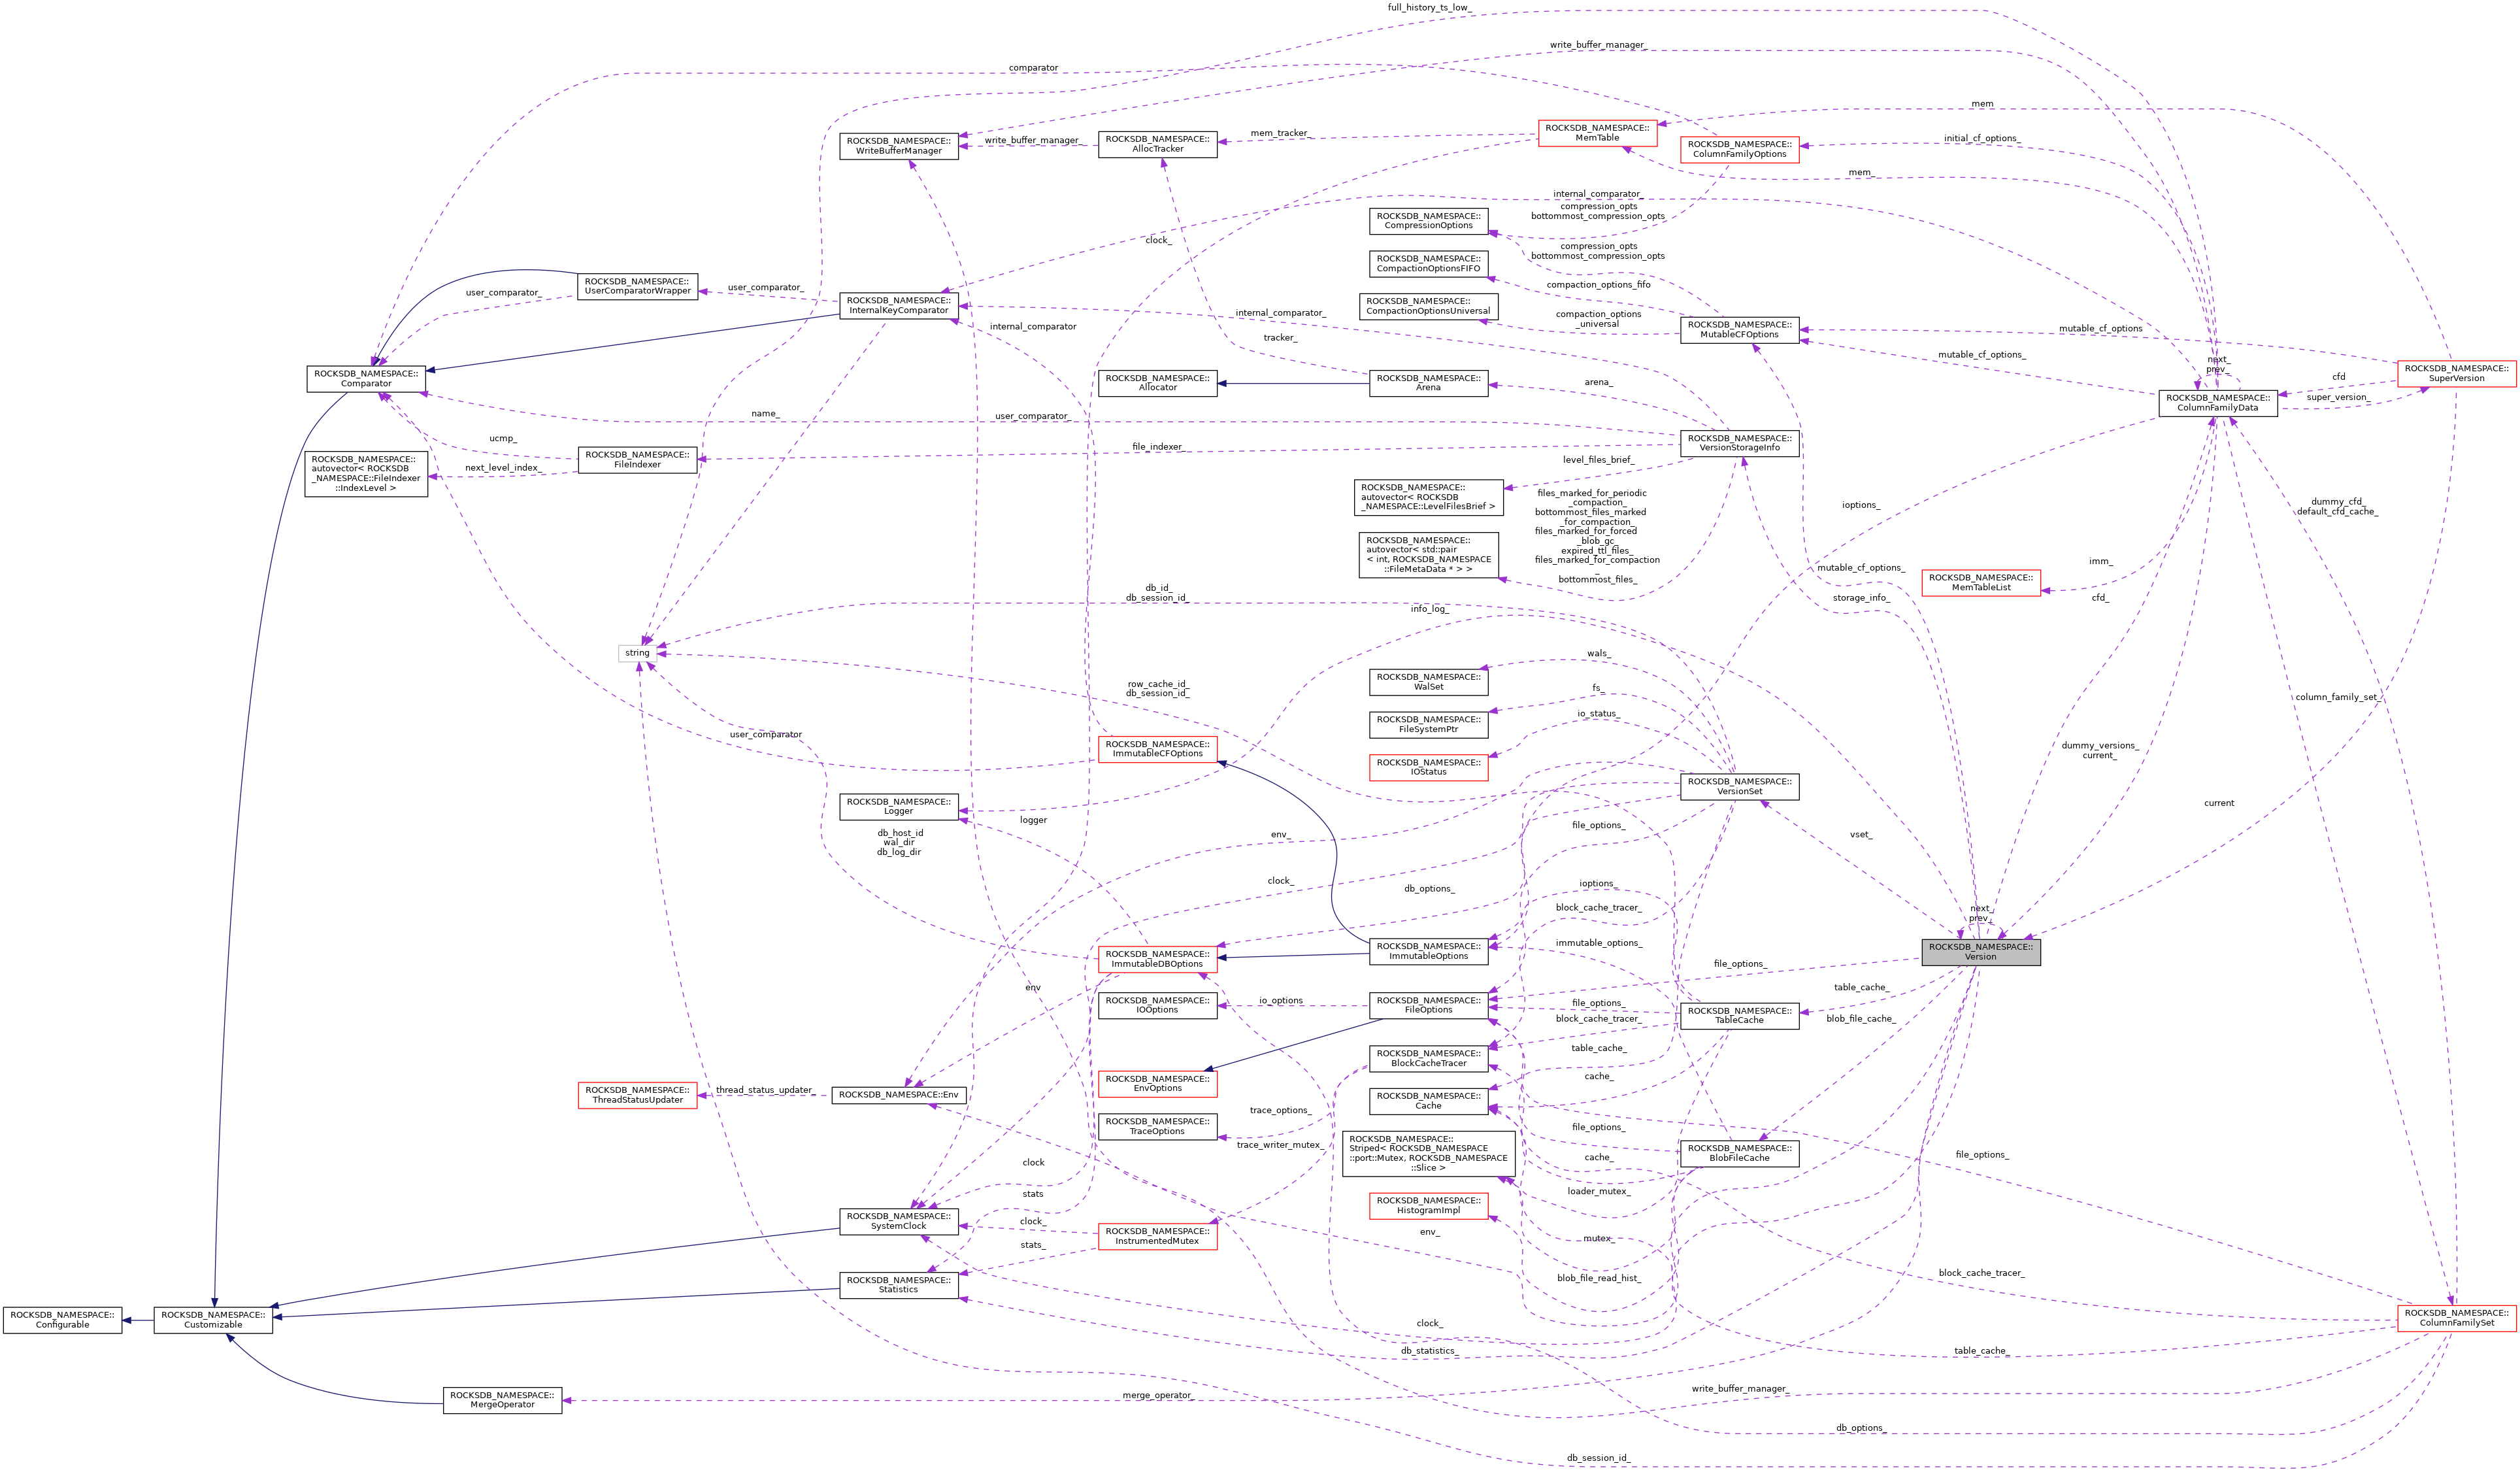 full_history_ts_low_
write_buffer_manager_
comparator
mem
ROCKSDB_NAMESPACE::
WriteBufferManager
write_buffer_manager_
ROCKSDB_NAMESPACE::
AllocTracker
mem_tracker_
ROCKSDB_NAMESPACE::
MemTable
ROCKSDB_NAMESPACE::
ColumnFamilyOptions
initial_cf_options_
mem_
internal_comparator_
compression_opts
bottommost_compression_opts
ROCKSDB_NAMESPACE::
CompressionOptions
clock_
compression_opts
bottommost_compression_opts
ROCKSDB_NAMESPACE::
CompactionOptionsFIFO
compaction_options_fifo
ROCKSDB_NAMESPACE::
UserComparatorWrapper
user_comparator_
user_comparator_
ROCKSDB_NAMESPACE::
InternalKeyComparator
internal_comparator
internal_comparator_
ROCKSDB_NAMESPACE::
CompactionOptionsUniversal
compaction_options
_universal
ROCKSDB_NAMESPACE::
MutableCFOptions
mutable_cf_options
mutable_cf_options_
tracker_
ROCKSDB_NAMESPACE::
Comparator
ROCKSDB_NAMESPACE::
Allocator
ROCKSDB_NAMESPACE::
Arena
arena_
next_
prev_
cfd
super_version_
ROCKSDB_NAMESPACE::
SuperVersion
ROCKSDB_NAMESPACE::
ColumnFamilyData
name_
user_comparator_
ucmp_
ROCKSDB_NAMESPACE::
FileIndexer
file_indexer_
ROCKSDB_NAMESPACE::
VersionStorageInfo
ROCKSDB_NAMESPACE::
autovector< ROCKSDB
_NAMESPACE::FileIndexer
::IndexLevel >
next_level_index_
level_files_brief_
ROCKSDB_NAMESPACE::
autovector< ROCKSDB
_NAMESPACE::LevelFilesBrief >
files_marked_for_periodic
_compaction_
bottommost_files_marked
_for_compaction_
files_marked_for_forced
_blob_gc_
expired_ttl_files_
files_marked_for_compaction
_
bottommost_files_
ROCKSDB_NAMESPACE::
autovector< std::pair
< int, ROCKSDB_NAMESPACE
::FileMetaData * > >
ioptions_
dummy_cfd_
default_cfd_cache_
mutable_cf_options_
imm_
ROCKSDB_NAMESPACE::
MemTableList
storage_info_
cfd_
db_id_
db_session_id_
info_log_
string
wals_
ROCKSDB_NAMESPACE::
WalSet
row_cache_id_
db_session_id_
fs_
ROCKSDB_NAMESPACE::
FileSystemPtr
io_status_
column_family_set_
user_comparator
ROCKSDB_NAMESPACE::
ImmutableCFOptions
ROCKSDB_NAMESPACE::
IOStatus
dummy_versions_
current_
ROCKSDB_NAMESPACE::
VersionSet
ROCKSDB_NAMESPACE::
Logger
logger
current
db_host_id
wal_dir
db_log_dir
env_
file_options_
vset_
clock_
db_options_
ioptions_
block_cache_tracer_
next_
prev_
immutable_options_
ROCKSDB_NAMESPACE::
ImmutableDBOptions
ROCKSDB_NAMESPACE::
ImmutableOptions
ROCKSDB_NAMESPACE::
Version
file_options_
env
ROCKSDB_NAMESPACE::
IOOptions
io_options
ROCKSDB_NAMESPACE::
FileOptions
file_options_
ROCKSDB_NAMESPACE::
TableCache
table_cache_
block_cache_tracer_
blob_file_cache_
ROCKSDB_NAMESPACE::
BlockCacheTracer
table_cache_
ROCKSDB_NAMESPACE::
EnvOptions
cache_
ROCKSDB_NAMESPACE::
ThreadStatusUpdater
thread_status_updater_
ROCKSDB_NAMESPACE::Env
ROCKSDB_NAMESPACE::
Cache
trace_options_
ROCKSDB_NAMESPACE::
TraceOptions
trace_writer_mutex_
file_options_
ROCKSDB_NAMESPACE::
Striped< ROCKSDB_NAMESPACE
::port::Mutex, ROCKSDB_NAMESPACE
::Slice >
cache_
ROCKSDB_NAMESPACE::
BlobFileCache
file_options_
clock
loader_mutex_
stats
ROCKSDB_NAMESPACE::
HistogramImpl
ROCKSDB_NAMESPACE::
SystemClock
clock_
ROCKSDB_NAMESPACE::
InstrumentedMutex
env_
mutex_
stats_
ROCKSDB_NAMESPACE::
Statistics
blob_file_read_hist_
block_cache_tracer_
ROCKSDB_NAMESPACE::
Configurable
ROCKSDB_NAMESPACE::
Customizable
clock_
ROCKSDB_NAMESPACE::
ColumnFamilySet
db_statistics_
table_cache_
ROCKSDB_NAMESPACE::
MergeOperator
merge_operator_
write_buffer_manager_
db_options_
db_session_id_